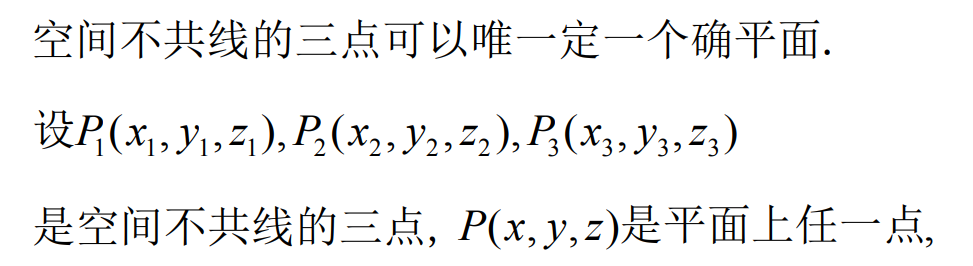 空间不共线的三点可以唯一定一个确平面.
设P₁(x₁,y₁,z₁),P₂(x₂,y₂,z₂),P₃(x₃,y₃,z₃)
是空间不共线的三点, P(x,y,z)是平面上任一点,